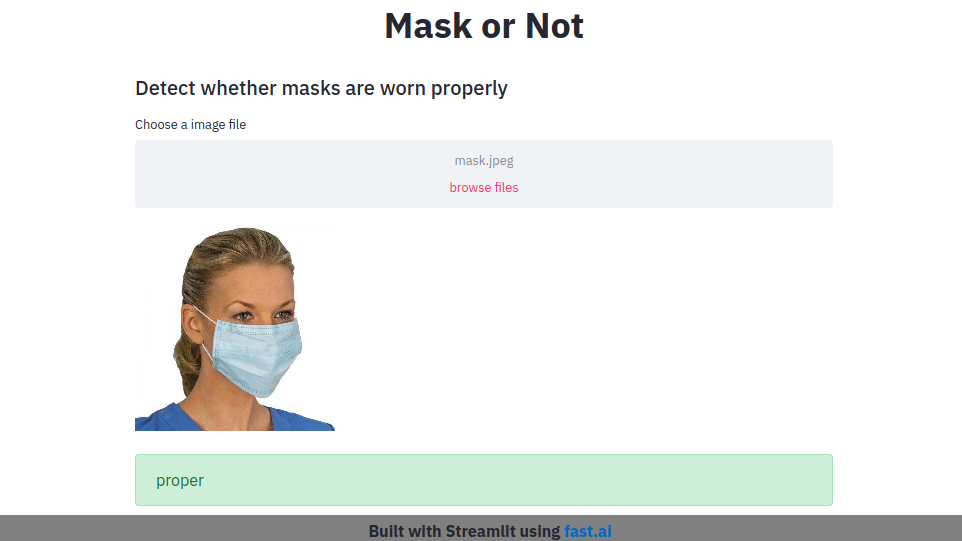 Mask or Not
Detect whether masks are worn properly
Choose a image file
mask.jpeg
browse files
proper
Built with Streamlit using fast.ai